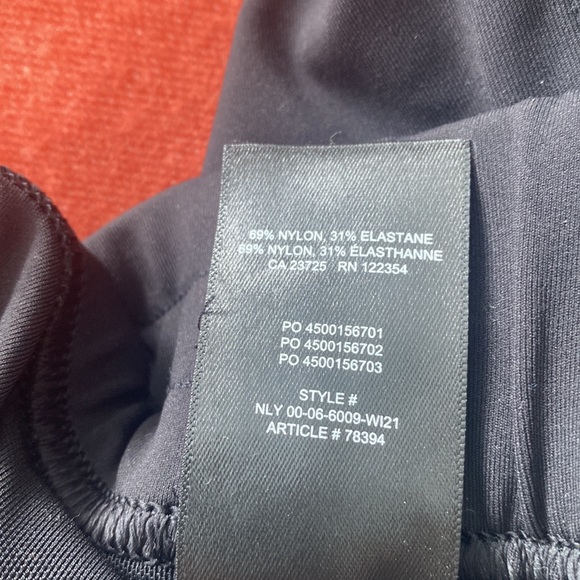 69% NYLON, 31% ELASTANE
69% NYLON, 31% ÉLASTHANNE
CA 23725 RN 122354
PO 4500156701
PO 4500156702
PO 4500156703
STYLE #
NLY 00-06-6009-WI21
ARTICLE # 78394